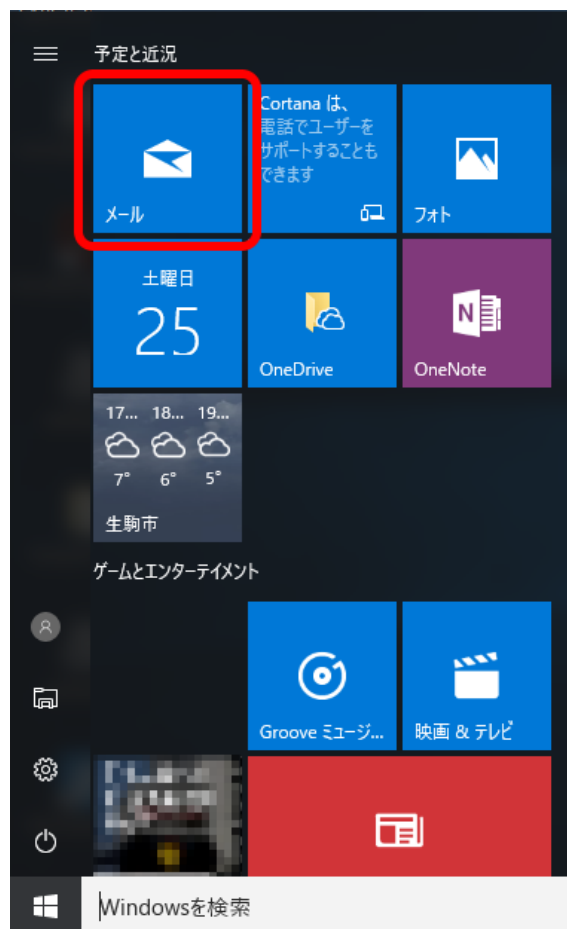 予定と近況
メール
Cortana は、
電話でユーザーを
サポートすることも
できます
フォト
土曜日
25
OneDrive
N
OneNote
17... 18... 19...
7° 6° 5°
生駒市
ゲームとエンターテイメント
Groove ミュージ...
映画 & テレビ
Windowsを検索